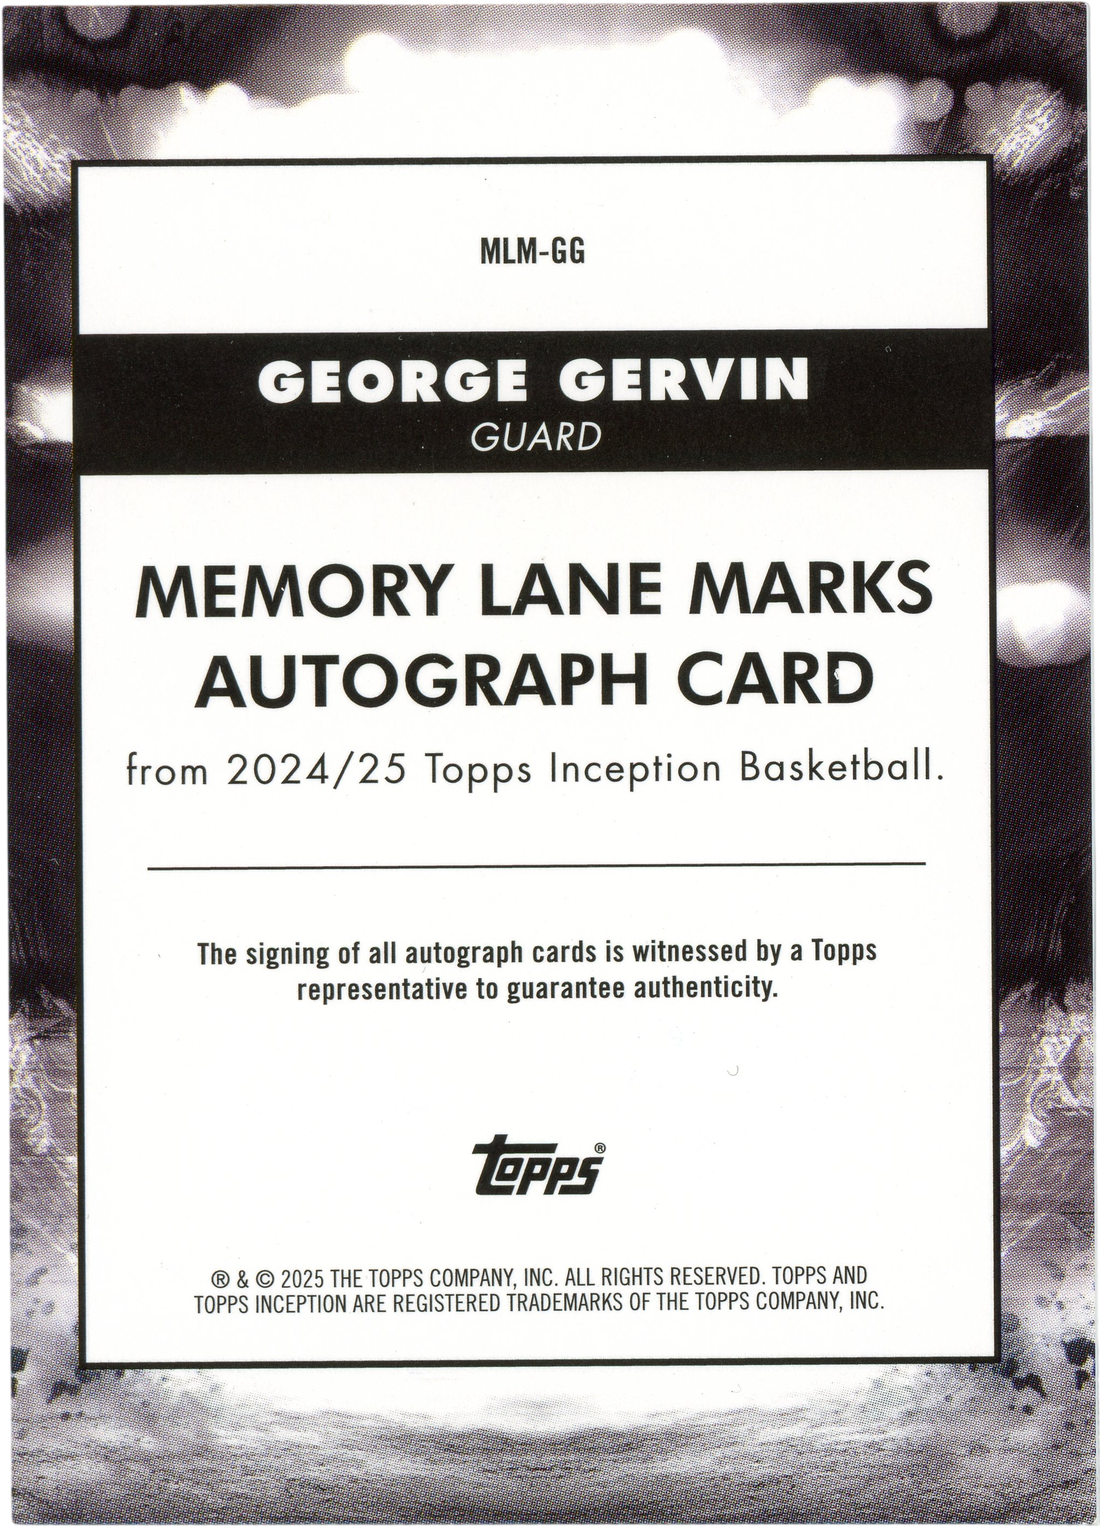 MLM-GG
GEORGE GERVIN
GUARD
MEMORY LANE MARKS
AUTOGRAPH CARD
from 2024/25 Topps Inception Basketball.
The signing of all autograph cards is witnessed by a Topps
representative to guarantee authenticity.
Topps®
® & © 2025 THE TOPPS COMPANY, INC. ALL RIGHTS RESERVED. TOPPS AND
TOPPS INCEPTION ARE REGISTERED TRADEMARKS OF THE TOPPS COMPANY, INC.